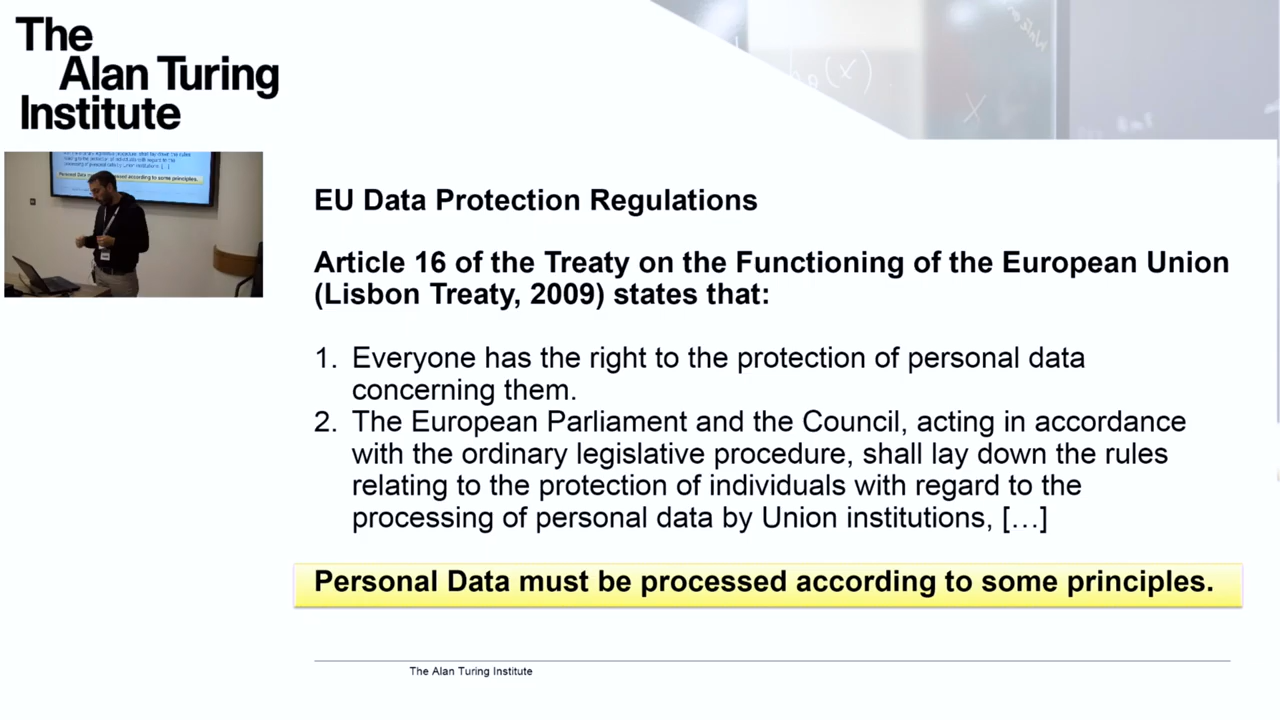 The
Alan Turing
Institute
EU Data Protection Regulations
Article 16 of the Treaty on the Functioning of the European Union
(Lisbon Treaty, 2009) states that:
1. Everyone has the right to the protection of personal data
concerning them.
2. The European Parliament and the Council, acting in accordance
with the ordinary legislative procedure, shall lay down the rules
relating to the protection of individuals with regard to the
processing of personal data by Union institutions, […]
Personal Data must be processed according to some principles.
The Alan Turing Institute